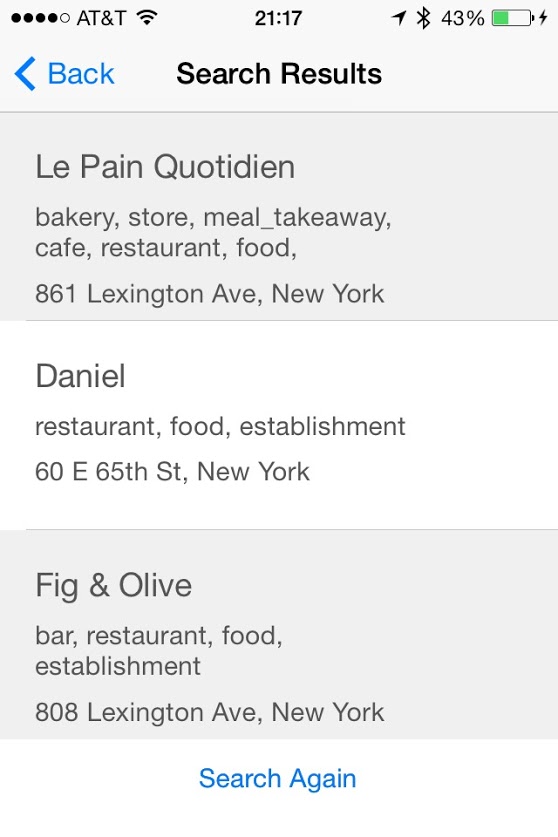 AT&T 21:17 43%
Back Search Results
Le Pain Quotidien
bakery, store, meal_takeaway,
cafe, restaurant, food,
861 Lexington Ave, New York
Daniel
restaurant, food, establishment
60 E 65th St, New York
Fig & Olive
bar, restaurant, food,
establishment
808 Lexington Ave, New York
Search Again